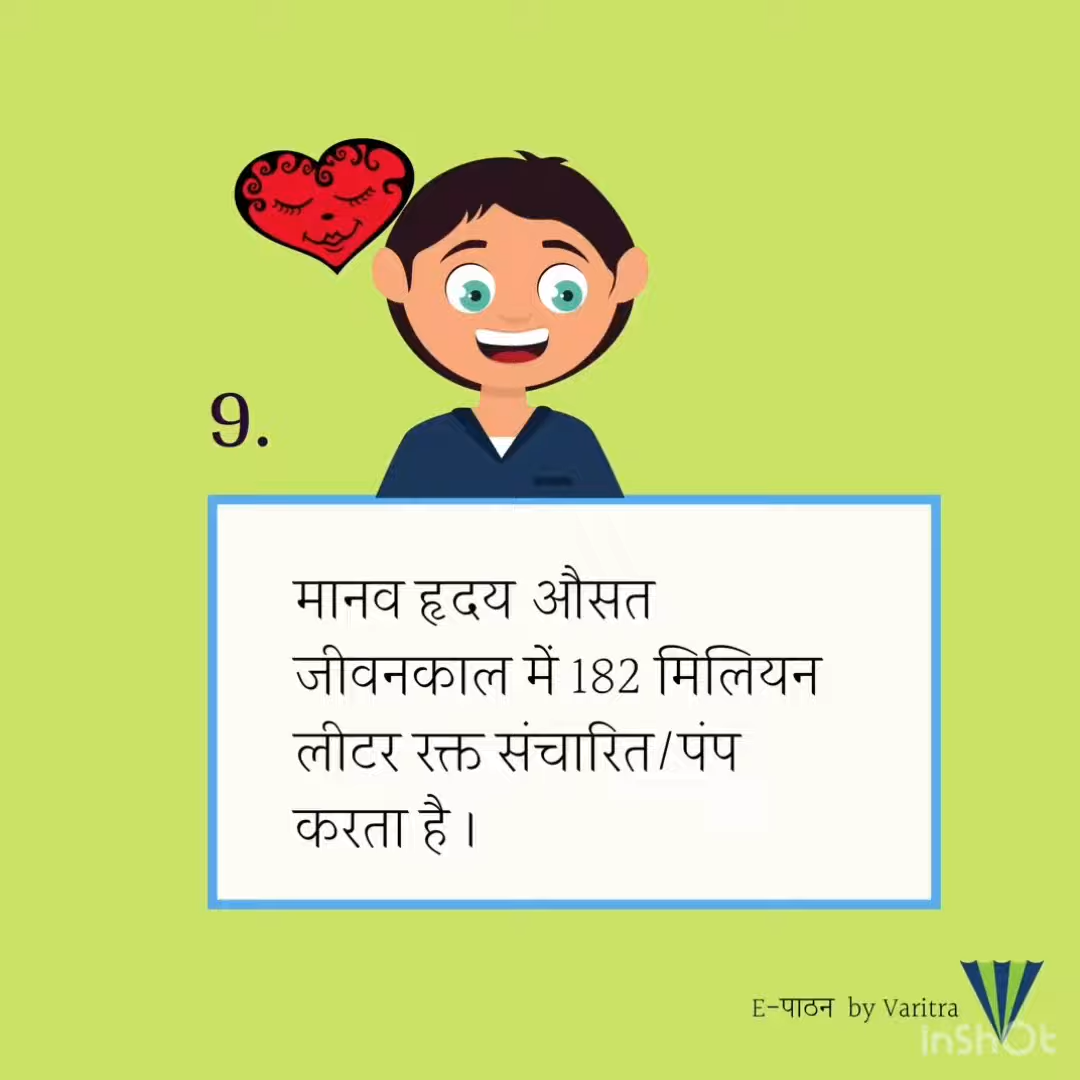 9.
मानव हृदय औसत
जीवनकाल में 182 मिलियन
लीटर रक्त संचारित/पंप
करता है।
E-पाठन by Varitra
InShOt